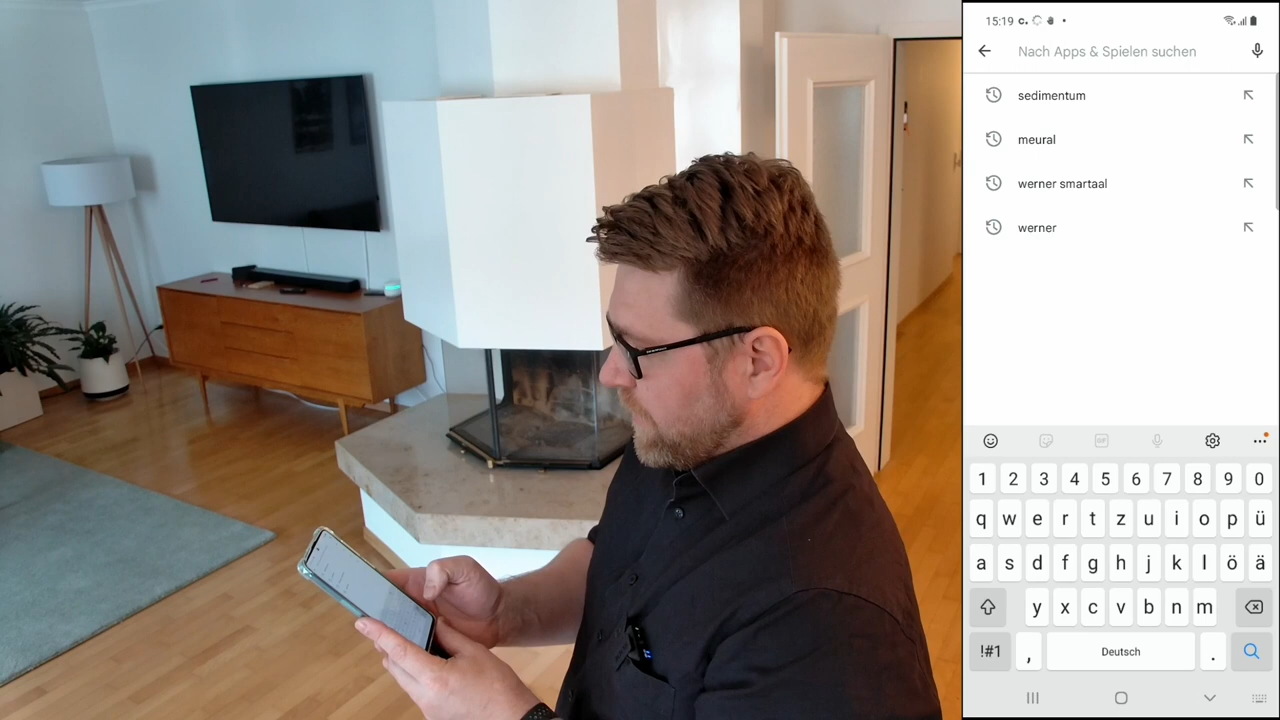 15:19
Nach Apps & Spielen suchen
sedimentum
meural
werner smartaal
werner
GIF
1 2 3 4 5 6 7 8 9 0
q w e r t z u i o p ü
a s d f g h j k l ö ä
y x c v b n m
!#1 , Deutsch .